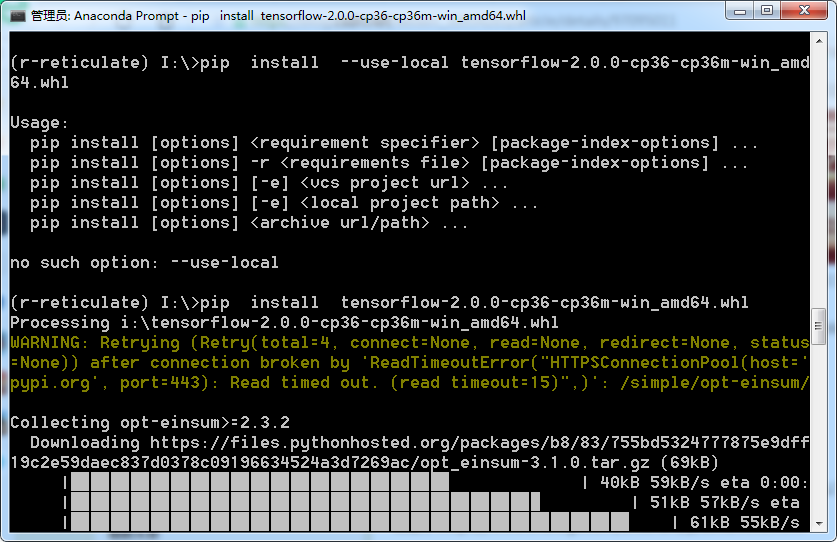 管理员: Anaconda Prompt - pip  install  tensorflow-2.0.0-cp36-cp36m-win_amd64.whl
(r-reticulate) I:\>pip  install  --use-local tensorflow-2.0.0-cp36-cp36m-win_amd
64.whl
Usage:
  pip install [options] <requirement specifier> [package-index-options] ...
  pip install [options] -r <requirements file> [package-index-options] ...
  pip install [options] [-e] <vcs project url> ...
  pip install [options] [-e] <local project path> ...
  pip install [options] <archive url/path> ...
no such option: --use-local
(r-reticulate) I:\>pip  install  tensorflow-2.0.0-cp36-cp36m-win_amd64.whl
Processing i:\tensorflow-2.0.0-cp36-cp36m-win_amd64.whl
WARNING: Retrying (Retry(total=4, connect=None, read=None, redirect=None, status
=None)) after connection broken by 'ReadTimeoutError("HTTPSConnectionPool(host='
pypi.org', port=443): Read timed out. (read timeout=15)",)': /simple/opt-einsum/
Collecting opt-einsum>=2.3.2
  Downloading https://files.pythonhosted.org/packages/b8/83/755bd5324777875e9dff
19c2e59daec837d0378c09196634524a3d7269ac/opt_einsum-3.1.0.tar.gz (69kB)
| | 40kB 59kB/s eta 0:00:
| | 51kB 57kB/s eta
| | 61kB 55kB/s